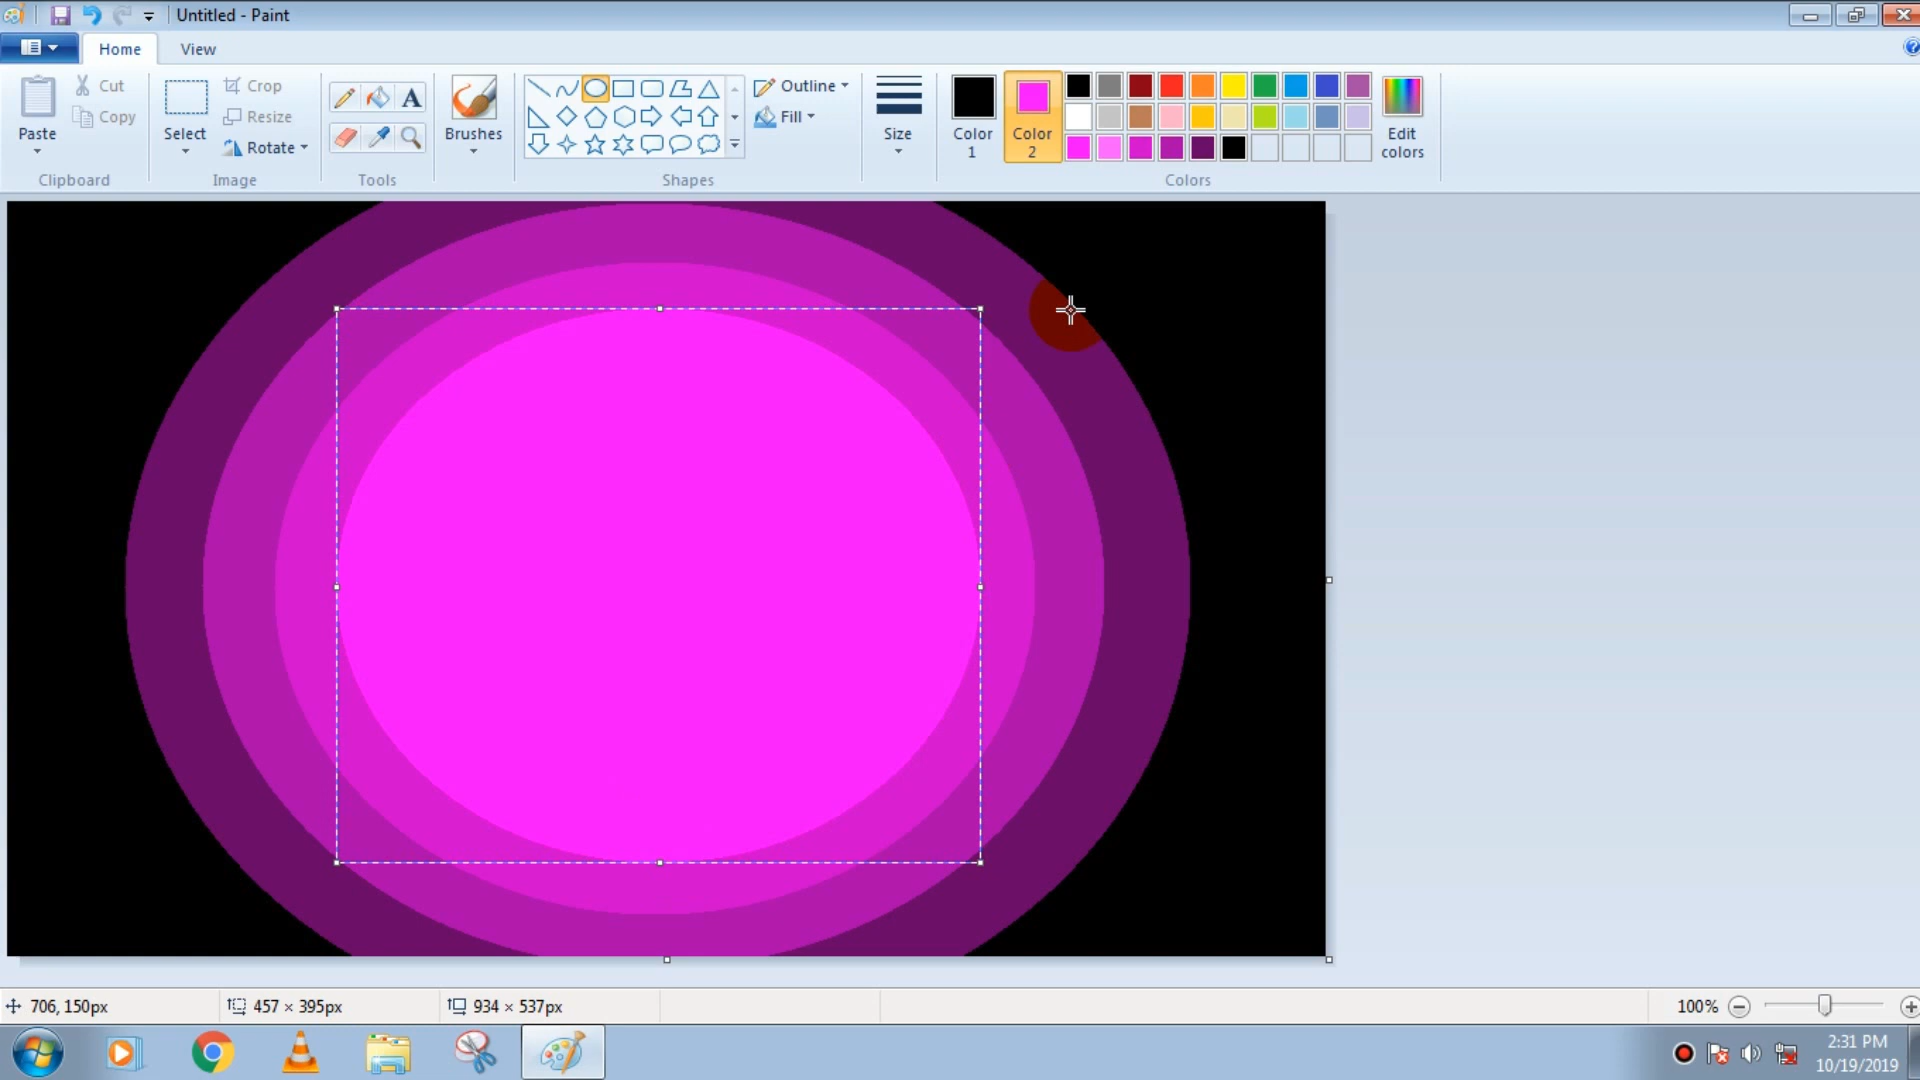 Untitled - Paint
Home View
Paste
Cut
Copy
Clipboard
Select
Crop
Resize
Rotate
Image
A
Tools
Brushes
Outline
Fill
Shapes
Size
Color 1
Color 2
Edit colors
Colors
706, 150px
457 × 395px
934 × 537px
100%
2:31 PM
10/19/2019